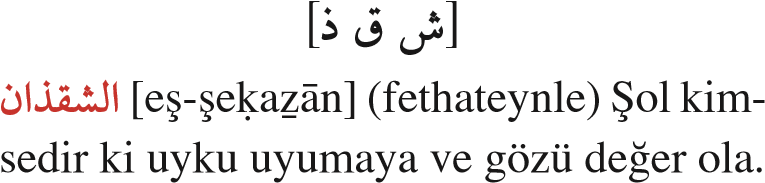 [ش ق ذ]
الشقذان [eş-şeḳaẕān] (fethateynle) Şol kim-
sedir ki uyku uyumaya ve gözü değer ola.